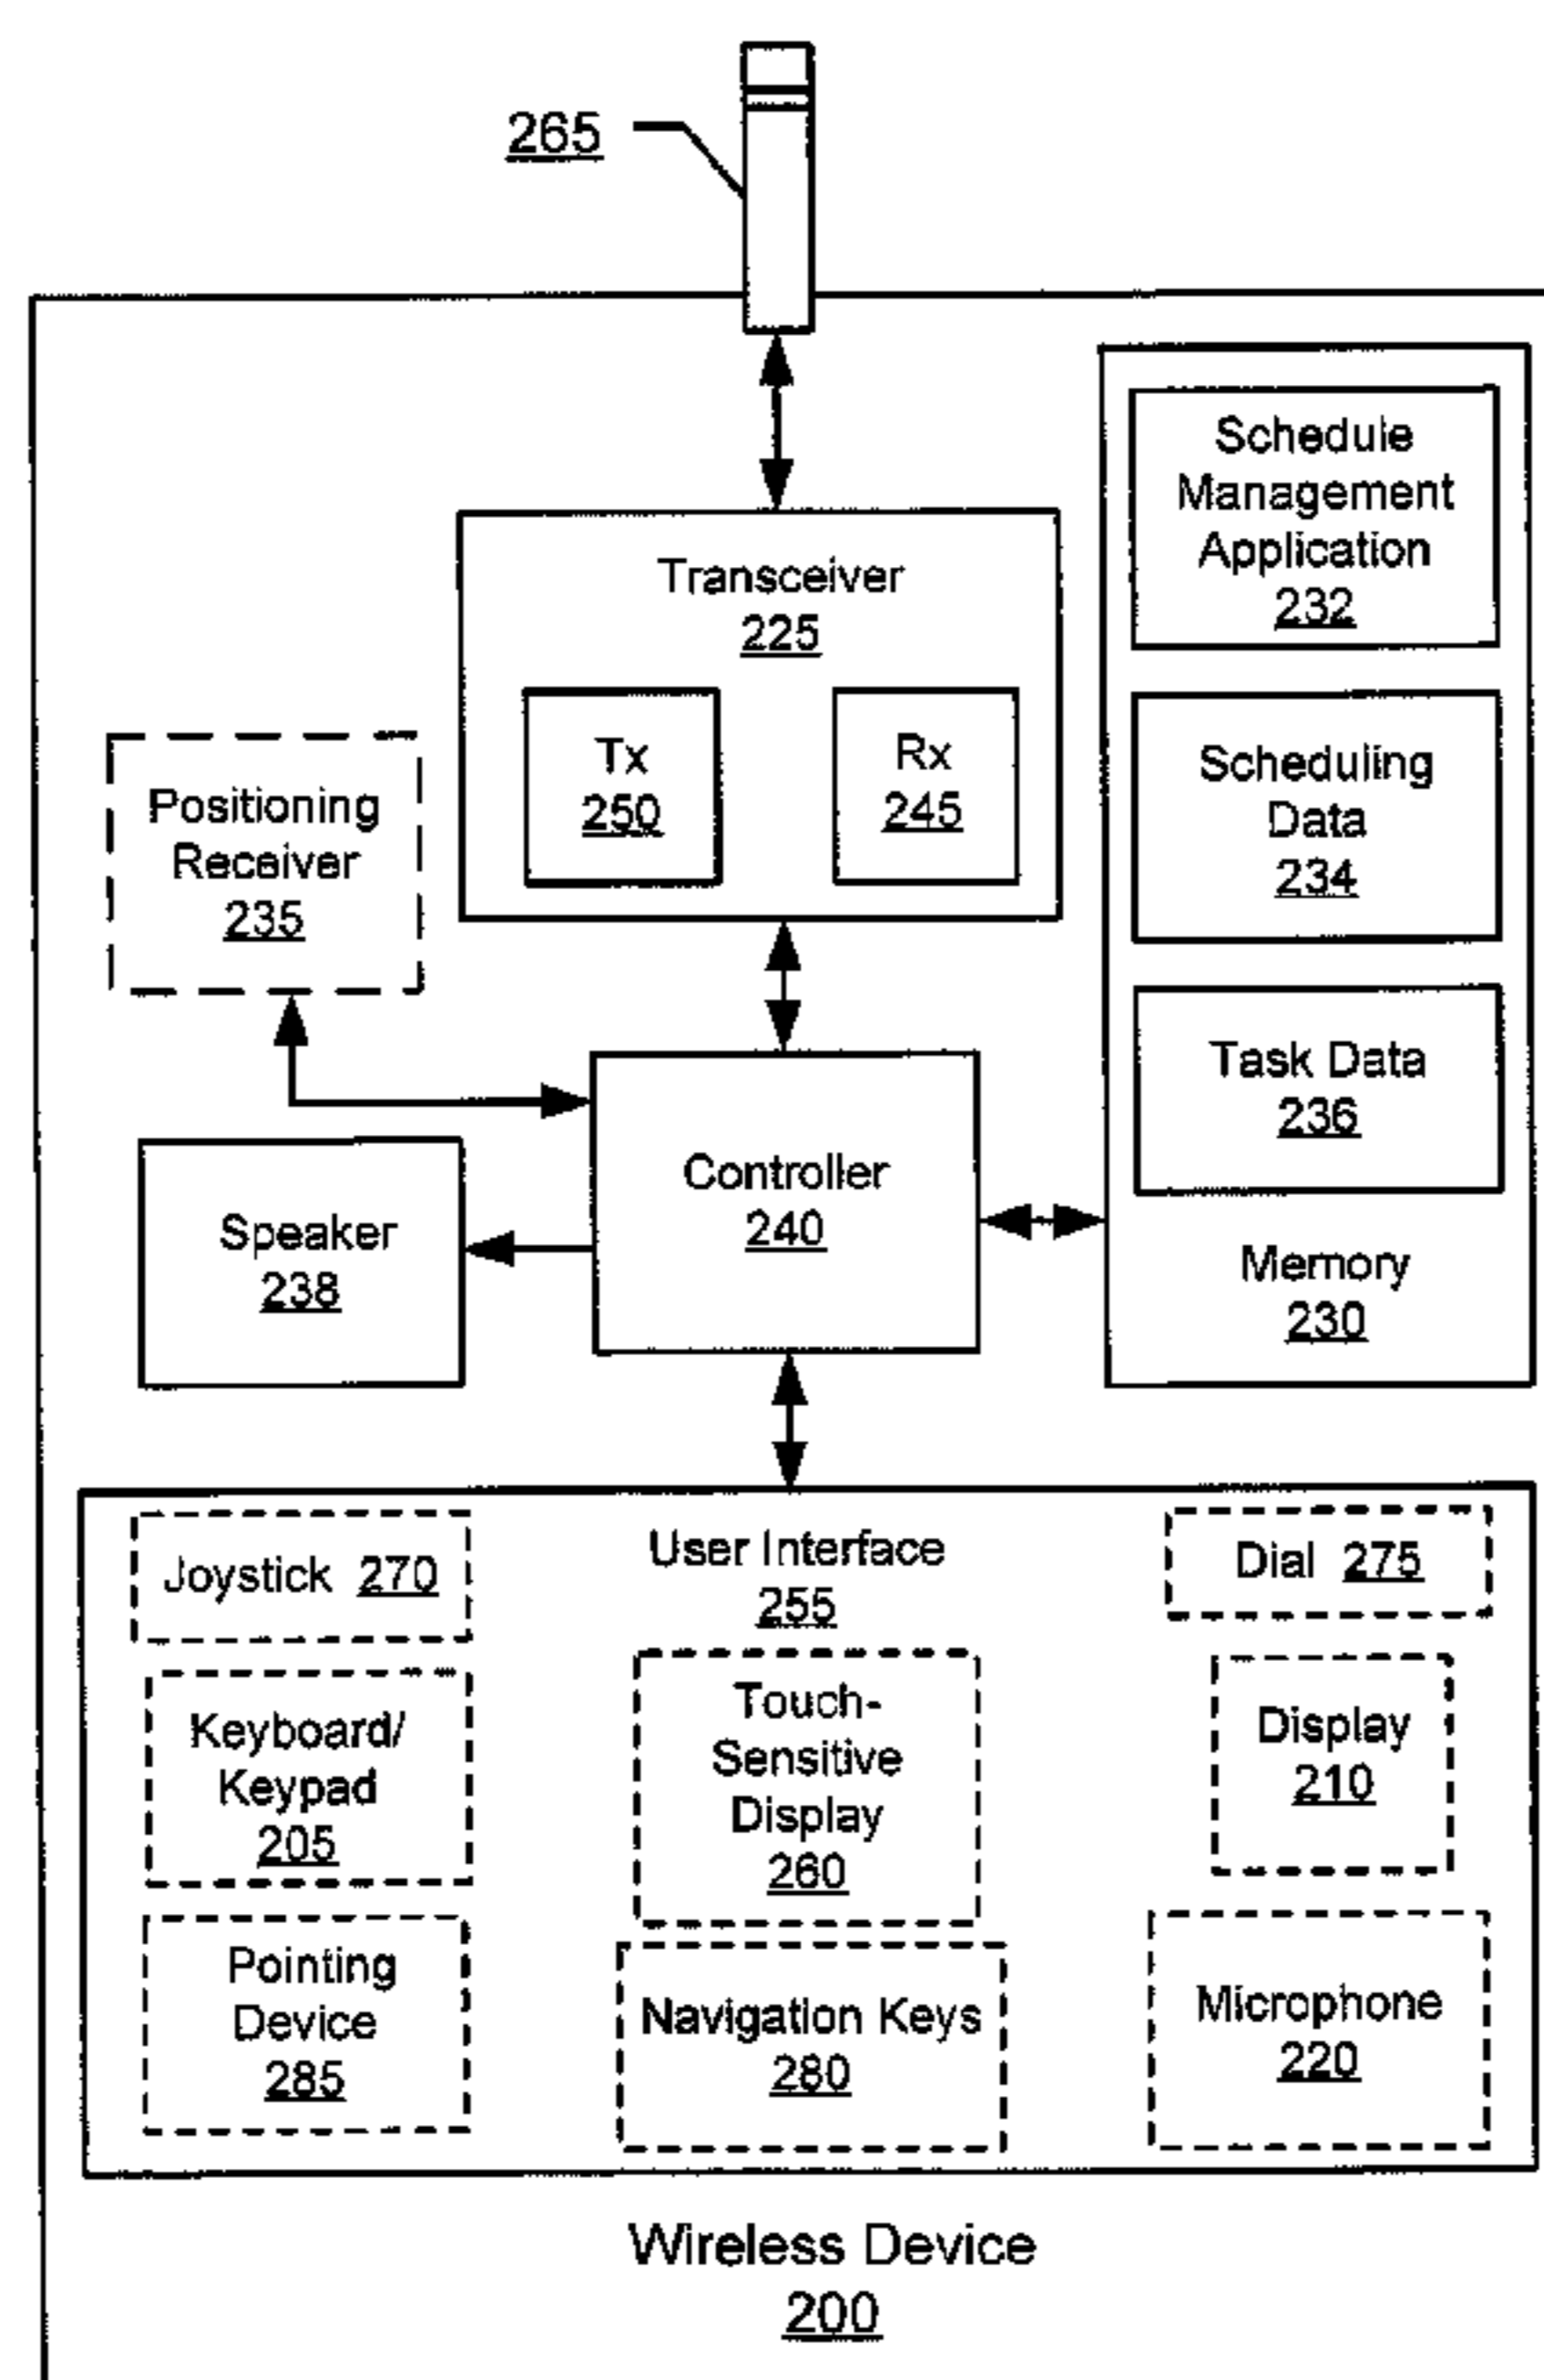 265
Schedule
Management
Application
232
Transceiver
225
Tx
250
Rx
245
Scheduling
Data
234
Positioning
Receiver
235
Task Data
236
Controller
240
Speaker
238
Memory
230
User Interface
255
Joystick 270
Dial 275
Keyboard/
Keypad
205
Touch-
Sensitive
Display
260
Display
210
Pointing
Device
285
Navigation Keys
280
Microphone
220
Wireless Device
200